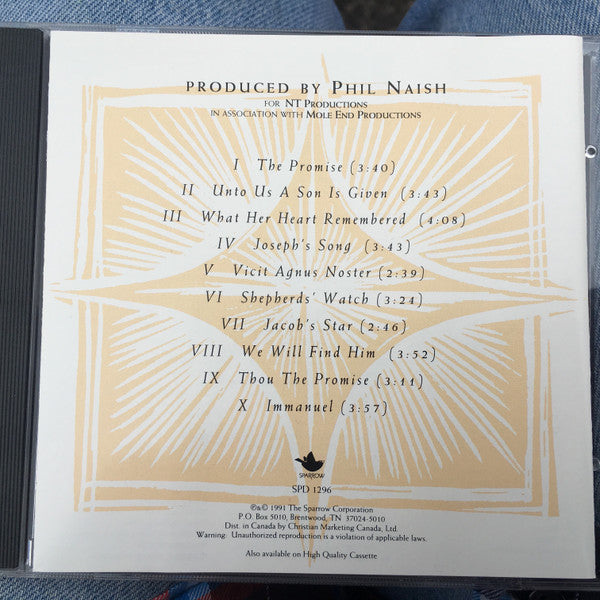 PRODUCED BY PHIL NAISH
FOR NT PRODUCTIONS
IN ASSOCIATION WITH MOLE END PRODUCTIONS
I The Promise (3:40)
II Unto Us A Son Is Given (3:43)
III What Her Heart Remembered (4:08)
IV Joseph's Song (3:43)
V Vicit Agnus Noster (2:39)
VI Shepherds' Watch (3:24)
VII Jacob's Star (2:46)
VIII We Will Find Him (3:52)
IX Thou The Promise (3:11)
X Immanuel (3:57)
SPARROW
SPD 1296
℗&© 1991 The Sparrow Corporation
P.O. Box 5010, Brentwood, TN 37024-5010
Dist. in Canada by Christian Marketing Canada, Ltd.
Warning: Unauthorized reproduction is a violation of applicable laws.
Also available on High Quality Cassette